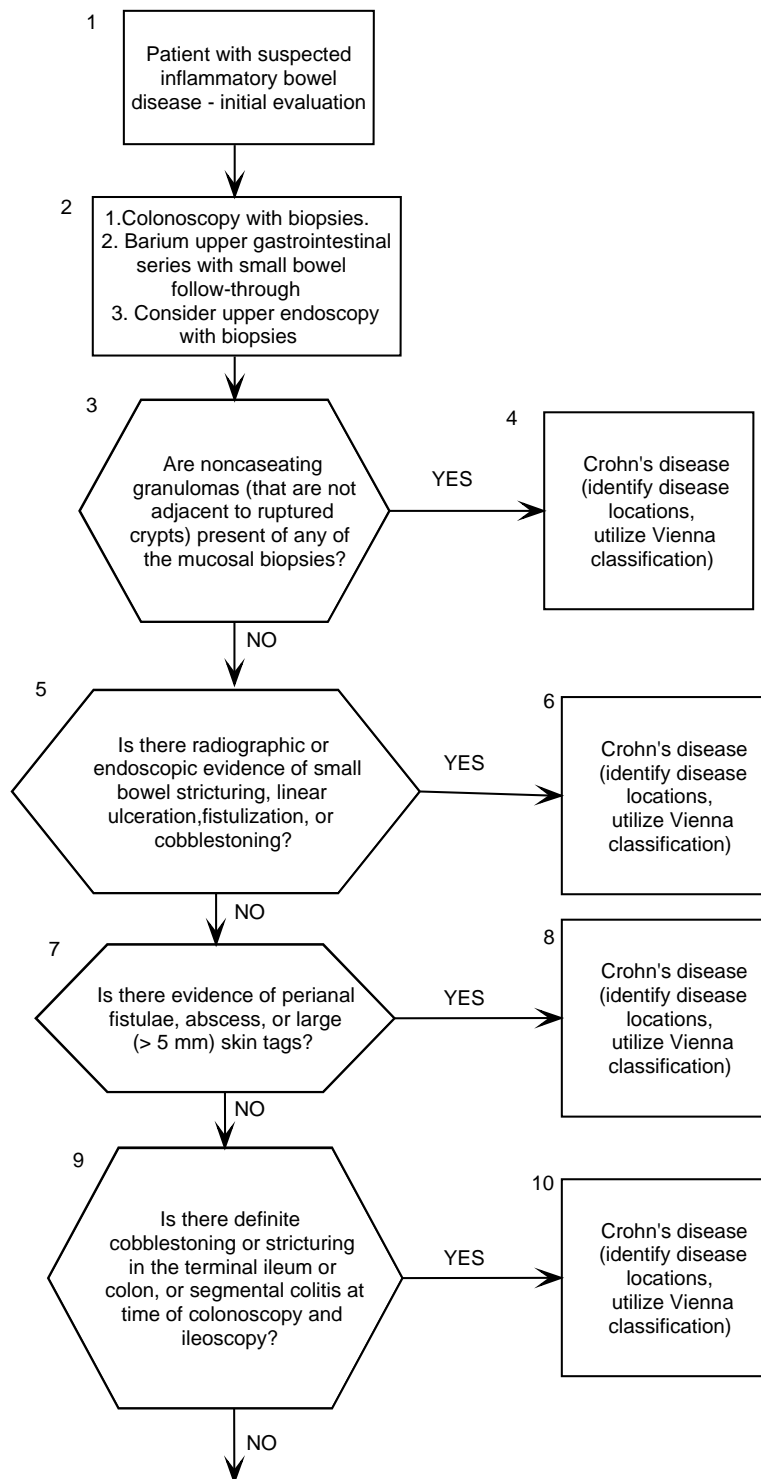 1
Patient with suspected
inflammatory bowel
disease - initial evaluation
2
1.Colonoscopy with biopsies.
2. Barium upper gastrointestinal
series with small bowel
follow-through
3. Consider upper endoscopy
with biopsies
3
Are noncaseating
granulomas (that are not
adjacent to ruptured
crypts) present of any of
the mucosal biopsies?
YES
4
Crohn's disease
(identify disease
locations,
utilize Vienna
classification)
NO
5
Is there radiographic or
endoscopic evidence of small
bowel stricturing, linear
ulceration,fistulization, or
cobblestoning?
YES
6
Crohn's disease
(identify disease
locations,
utilize Vienna
classification)
NO
7
Is there evidence of perianal
fistulae, abscess, or large
(> 5 mm) skin tags?
YES
8
Crohn's disease
(identify disease
locations,
utilize Vienna
classification)
NO
9
Is there definite
cobblestoning or stricturing
in the terminal ileum or
colon, or segmental colitis at
time of colonoscopy and
ileoscopy?
YES
10
Crohn's disease
(identify disease
locations,
utilize Vienna
classification)
NO